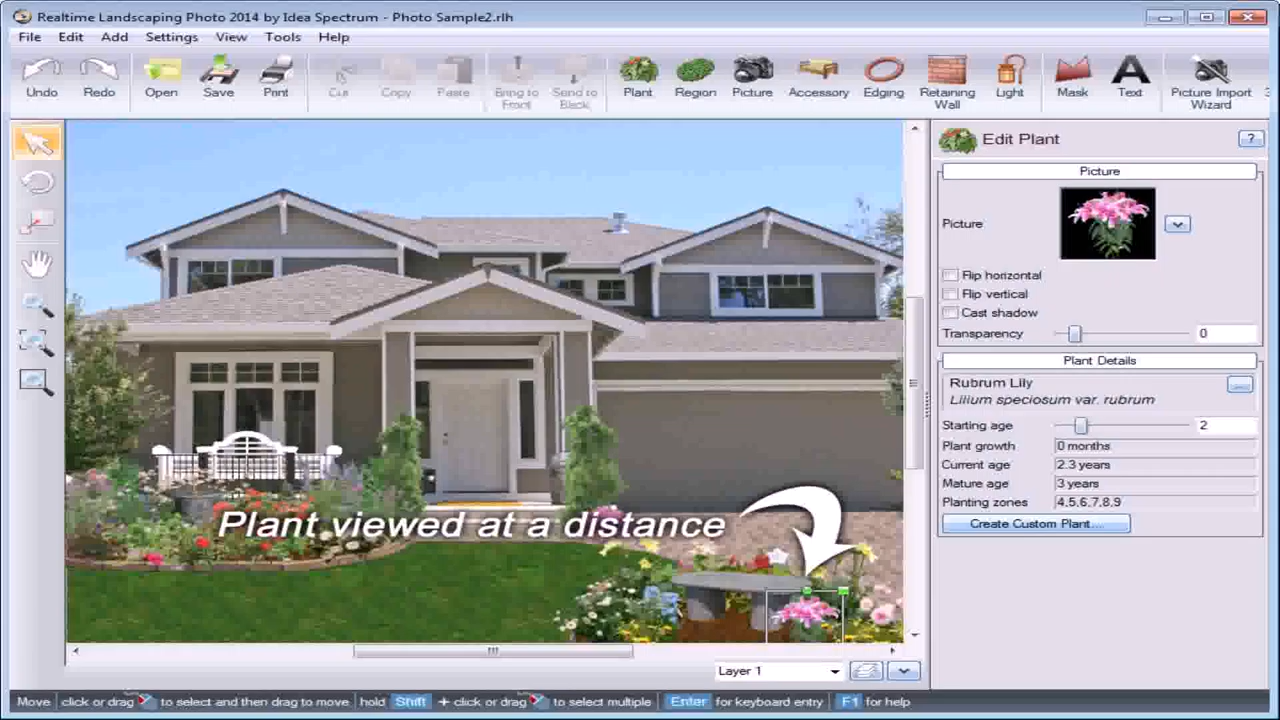 Realtime Landscaping Photo 2014 by Idea Spectrum - Photo Sample2.rlh
File Edit Add Settings View Tools Help
Undo Redo Open Save Print Cut Copy Paste Bring to Front Send to Back Plant Region Picture Accessory Edging Retaining Wall Light Mask Text Picture Import Wizard
Edit Plant ?
Picture
Picture
Flip horizontal
Flip vertical
Cast shadow
Transparency 0
Plant Details
Rubrum Lily ...
Lilium speciosum var. rubrum
Starting age 2
Plant growth 0 months
Current age 2.3 years
Mature age 3 years
Planting zones 4,5,6,7,8,9
Create Custom Plant...
Plant viewed at a distance
Layer 1
Move click or drag to select and then drag to move hold Shift + click or drag to select multiple Enter for keyboard entry F1 for help